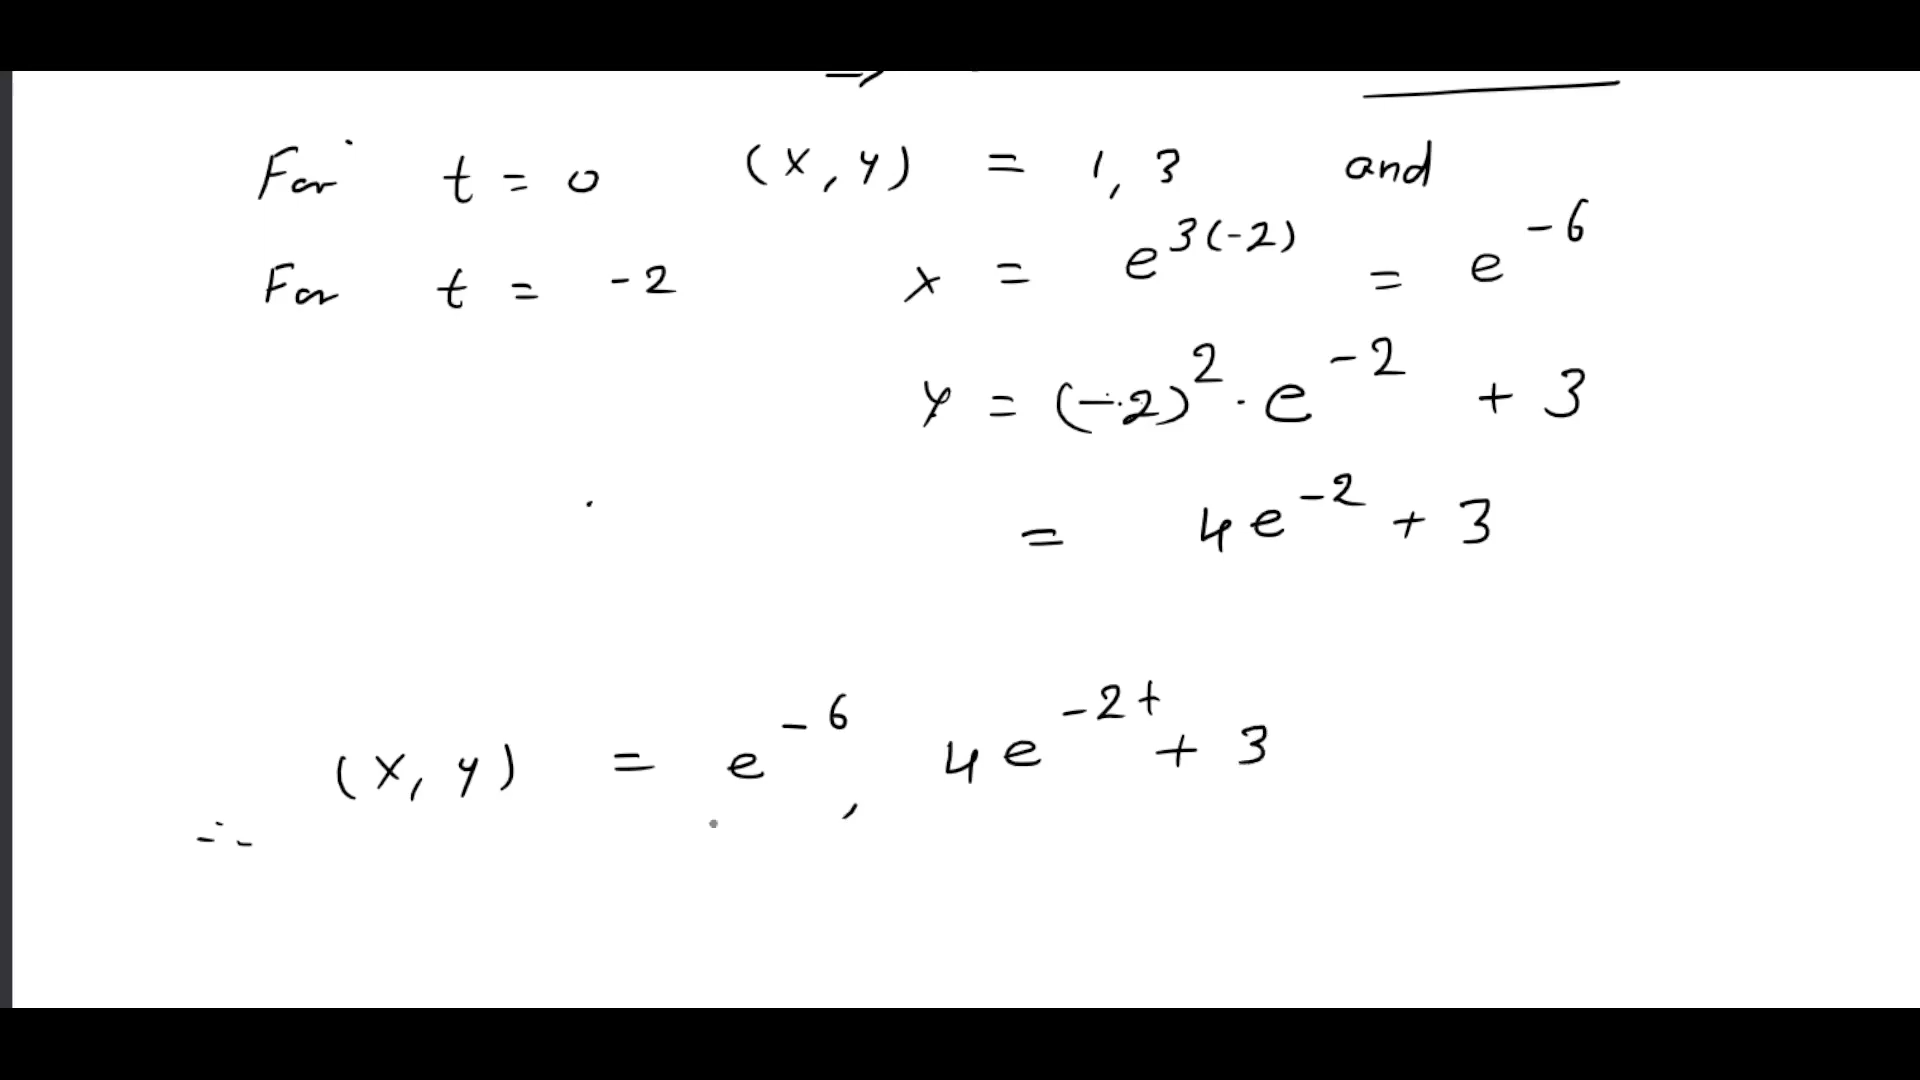 For t = 0 (x, y) = 1, 3 and
For t = -2 x = e^{3(-2)} = e^{-6}
y = (-2)^2 · e^{-2} + 3
= 4e^{-2} + 3
(x, y) = e^{-6}, 4e^{-2+} + 3